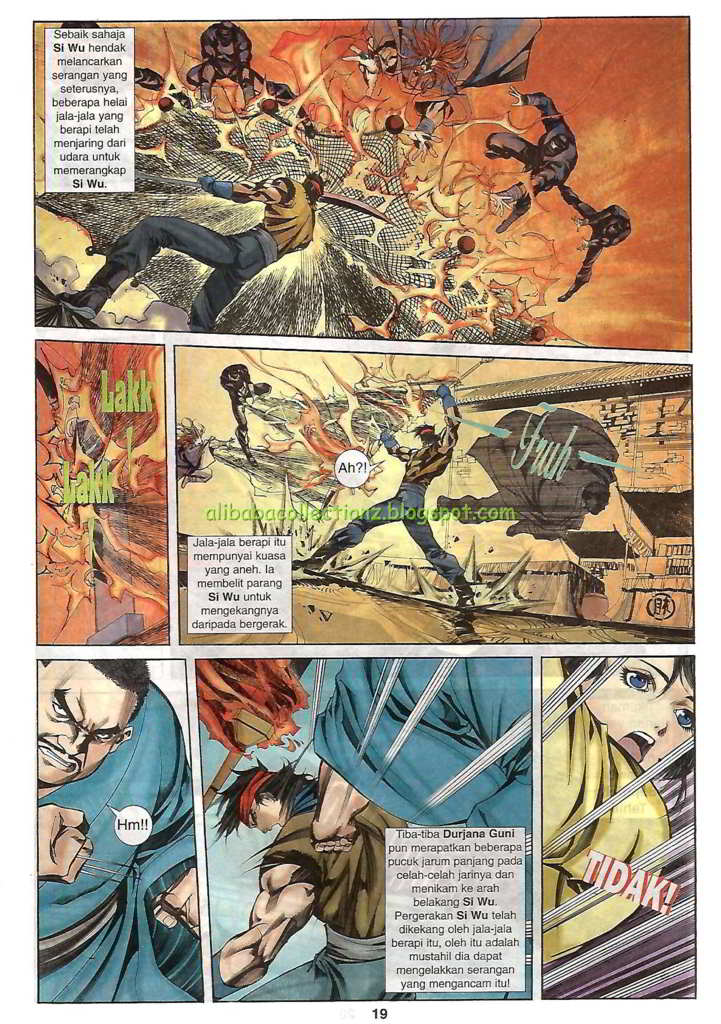 Sebaik sahaja
Si Wu hendak
melancarkan
serangan yang
seterusnya,
beberapa helai
jala-jala yang
berapi telah
menjaring dari
udara untuk
memerangkap
Si Wu.
Lakk
!
Lakk
!
Ah?!
Fuuh
alibabacollectionz.blogspot.com
Jala-jala berapi itu
mempunyai kuasa
yang aneh. Ia
membelit parang
Si Wu untuk
mengekangnya
daripada bergerak.
Hm!!
Tiba-tiba Durjana Guni
pun merapatkan beberapa
pucuk jarum panjang pada
celah-celah jarinya dan
menikam ke arah
belakang Si Wu.
Pergerakan Si Wu telah
dikekang oleh jala-jala
berapi itu, oleh itu adalah
mustahil dia dapat
mengelakkan serangan
yang mengancam itu!
TIDAK!
19